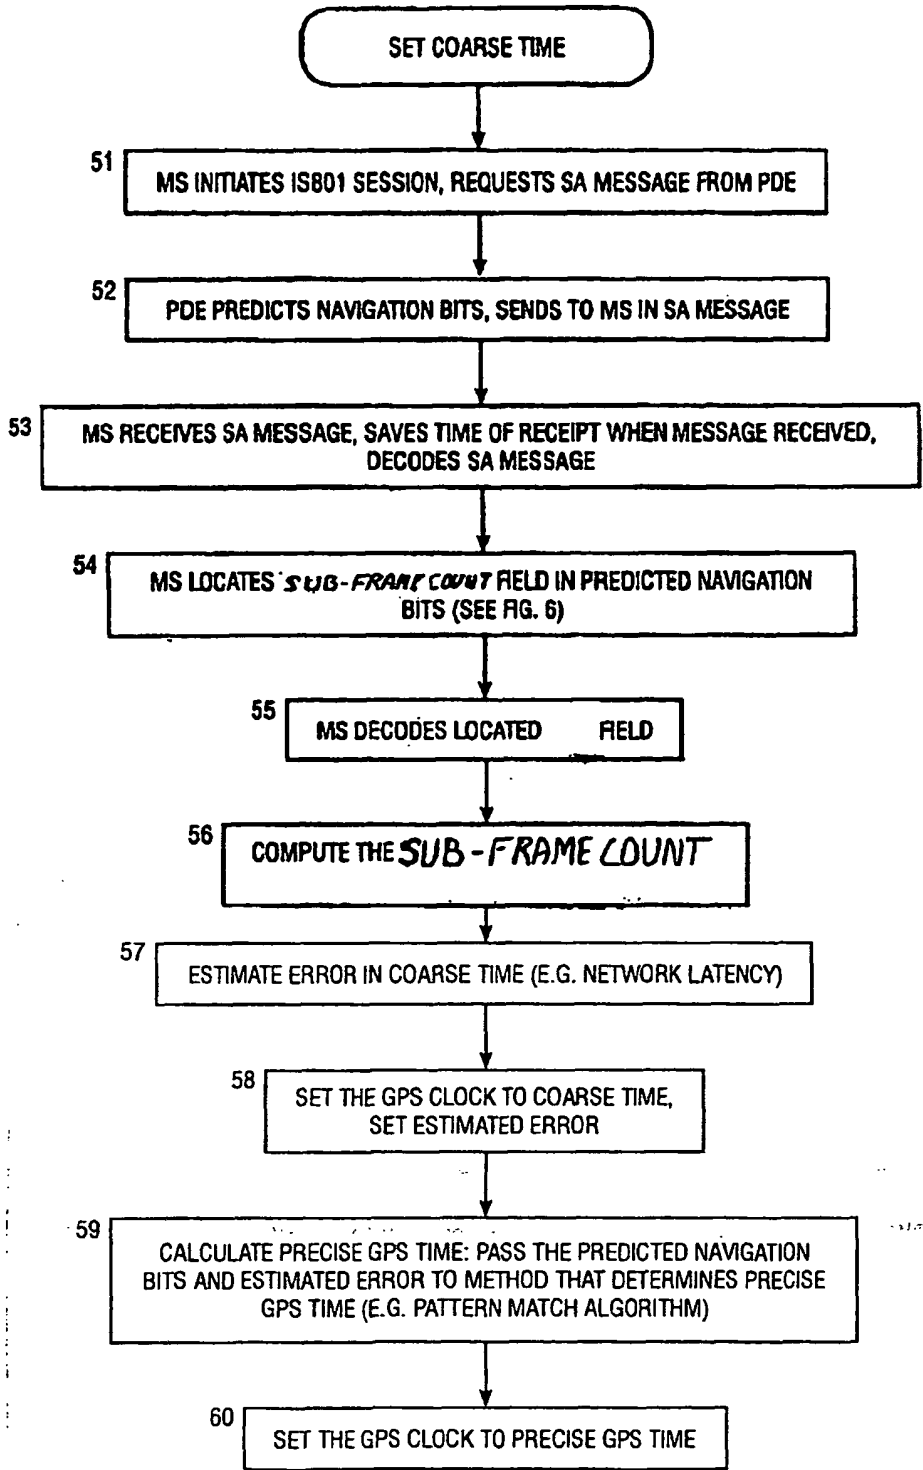 SET COARSE TIME
51
MS INITIATES IS801 SESSION, REQUESTS SA MESSAGE FROM PDE
52
PDE PREDICTS NAVIGATION BITS, SENDS TO MS IN SA MESSAGE
53
MS RECEIVES SA MESSAGE, SAVES TIME OF RECEIPT WHEN MESSAGE RECEIVED,
DECODES SA MESSAGE
54
MS LOCATES SUB-FRAME COUNT FIELD IN PREDICTED NAVIGATION
BITS (SEE FIG. 6)
55
MS DECODES LOCATED FIELD
56
COMPUTE THE SUB-FRAME COUNT
57
ESTIMATE ERROR IN COARSE TIME (E.G. NETWORK LATENCY)
58
SET THE GPS CLOCK TO COARSE TIME,
SET ESTIMATED ERROR
59
CALCULATE PRECISE GPS TIME: PASS THE PREDICTED NAVIGATION
BITS AND ESTIMATED ERROR TO METHOD THAT DETERMINES PRECISE
GPS TIME (E.G. PATTERN MATCH ALGORITHM)
60
SET THE GPS CLOCK TO PRECISE GPS TIME